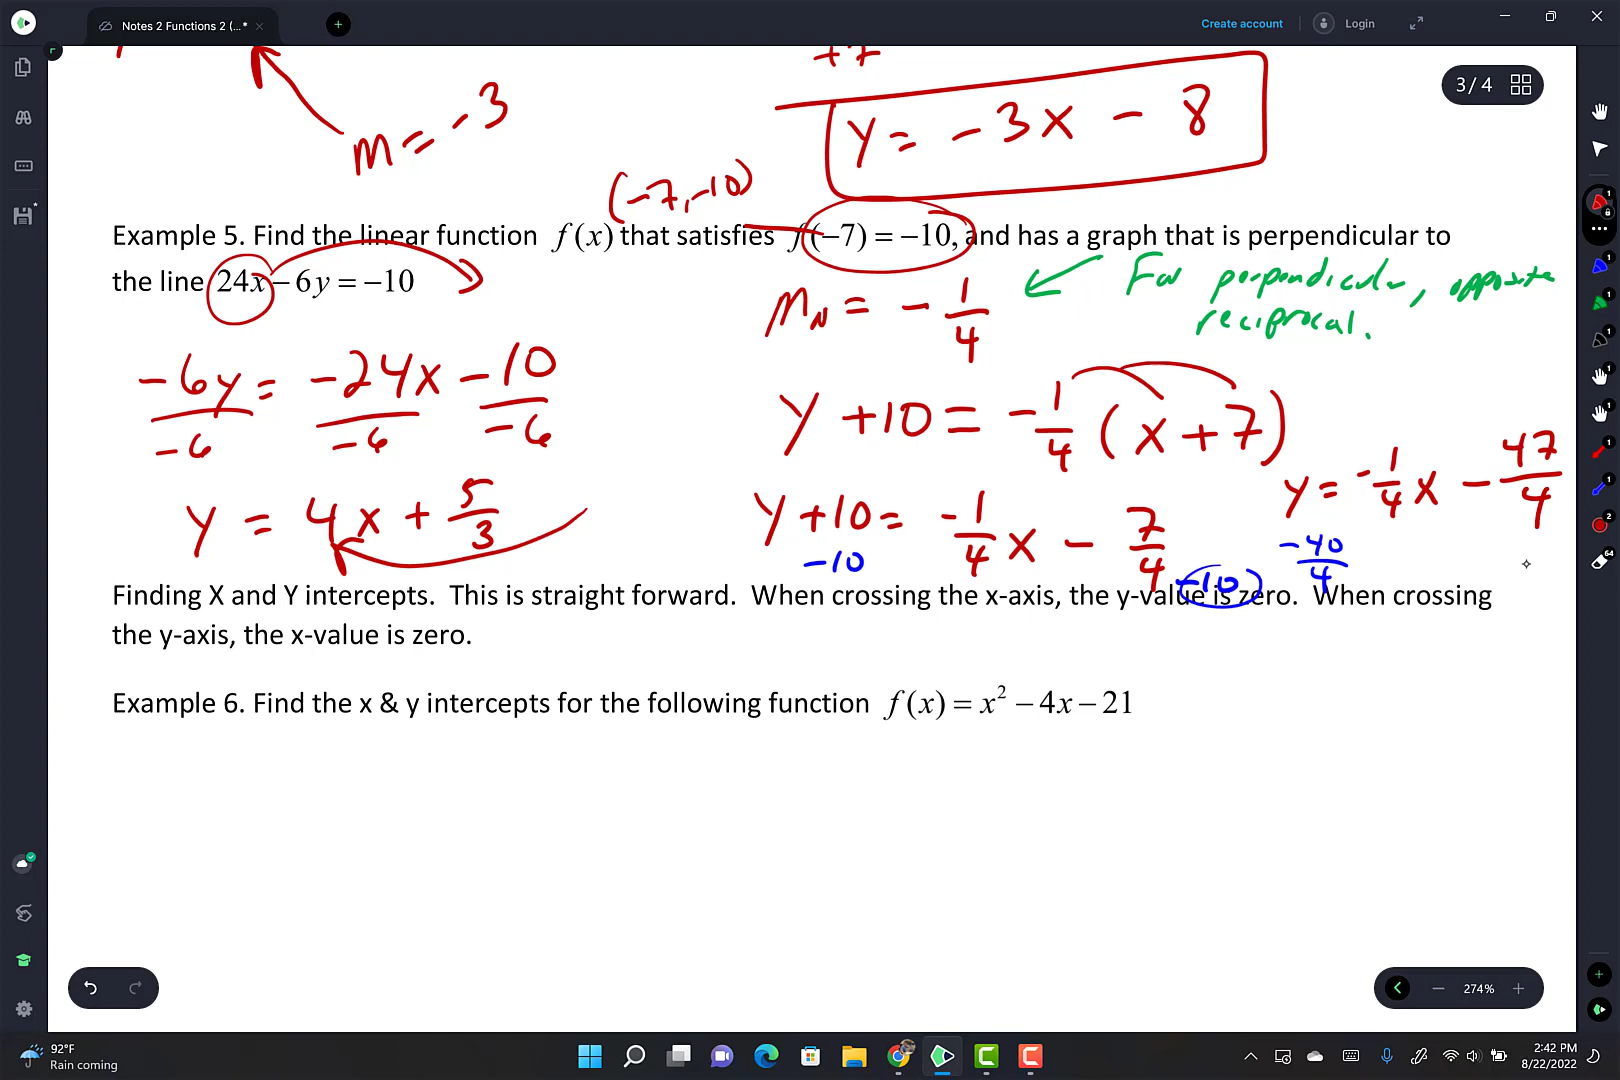 Notes 2 Functions 2 (...*
Create account
Login
3 / 4
+7
m = -3
y = -3x - 8
(-7, -10)
Example 5. Find the linear function f(x) that satisfies f(−7) = −10, and has a graph that is perpendicular to
the line 24x − 6y = −10
For perpendicular, opposite
reciprocal.
m_N = - 1/4
-6y = -24x -10
-6 -6 -6
y = 4x + 5/3
y + 10 = -1/4 (x + 7)
y + 10 = -1/4 x - 7/4
-10 -10
y = -1/4 x - 47/4
-40/4
Finding X and Y intercepts. This is straight forward. When crossing the x-axis, the y-value is zero. When crossing
the y-axis, the x-value is zero.
Example 6. Find the x & y intercepts for the following function f(x) = x² − 4x − 21
274%
92°F
Rain coming
2:42 PM
8/22/2022